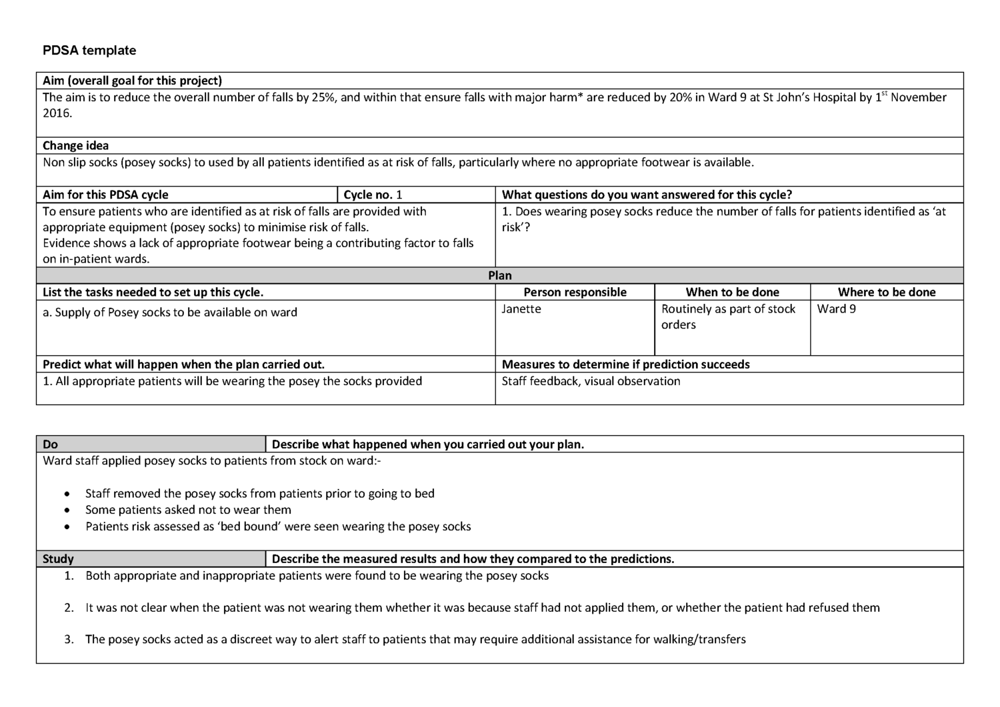 PDSA template
Aim (overall goal for this project)
The aim is to reduce the overall number of falls by 25%, and within that ensure falls with major harm* are reduced by 20% in Ward 9 at St John’s Hospital by 1st November
2016.
Change idea
Non slip socks (posey socks) to used by all patients identified as at risk of falls, particularly where no appropriate footwear is available.
Aim for this PDSA cycle
Cycle no. 1
What questions do you want answered for this cycle?
To ensure patients who are identified as at risk of falls are provided with
appropriate equipment (posey socks) to minimise risk of falls.
Evidence shows a lack of appropriate footwear being a contributing factor to falls
on in-patient wards.
1. Does wearing posey socks reduce the number of falls for patients identified as ‘at
risk’?
Plan
List the tasks needed to set up this cycle.
Person responsible
When to be done
Where to be done
a. Supply of Posey socks to be available on ward
Janette
Routinely as part of stock
orders
Ward 9
Predict what will happen when the plan carried out.
Measures to determine if prediction succeeds
1. All appropriate patients will be wearing the posey the socks provided
Staff feedback, visual observation
Do
Describe what happened when you carried out your plan.
Ward staff applied posey socks to patients from stock on ward:-
• Staff removed the posey socks from patients prior to going to bed
• Some patients asked not to wear them
• Patients risk assessed as ‘bed bound’ were seen wearing the posey socks
Study
Describe the measured results and how they compared to the predictions.
1. Both appropriate and inappropriate patients were found to be wearing the posey socks
2. It was not clear when the patient was not wearing them whether it was because staff had not applied them, or whether the patient had refused them
3. The posey socks acted as a discreet way to alert staff to patients that may require additional assistance for walking/transfers